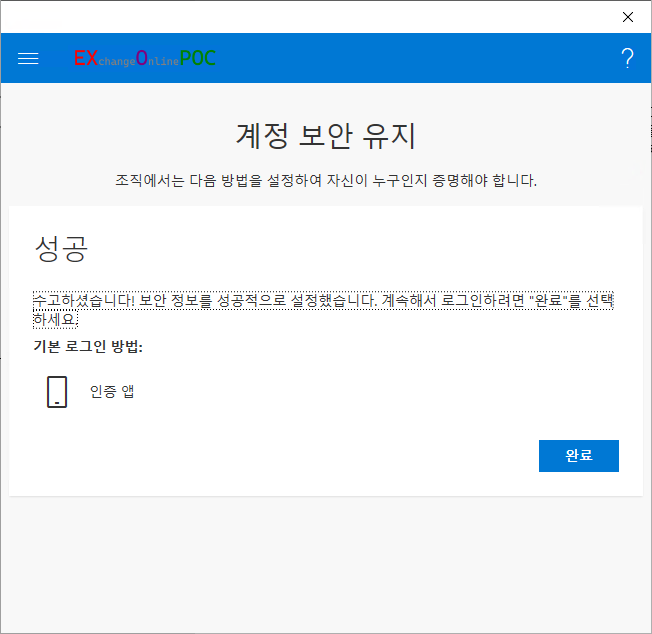 EXchangeOnlinePOC
?
계정 보안 유지
조직에서는 다음 방법을 설정하여 자신이 누구인지 증명해야 합니다.
성공
수고하셨습니다! 보안 정보를 성공적으로 설정했습니다. 계속해서 로그인하려면 "완료"를 선택
하세요.
기본 로그인 방법:
인증 앱
완료